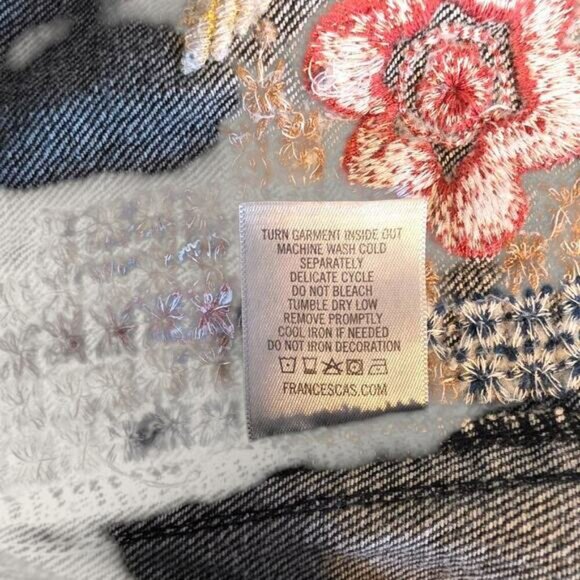 TURN GARMENT INSIDE OUT
MACHINE WASH COLD
SEPARATELY
DELICATE CYCLE
DO NOT BLEACH
TUMBLE DRY LOW
REMOVE PROMPTLY
COOL IRON IF NEEDED
DO NOT IRON DECORATION
FRANCESCAS.COM